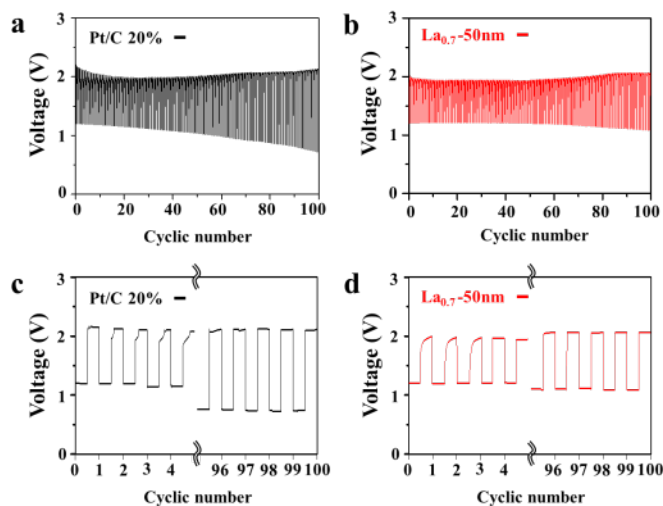 a
Pt/C 20%
3
2
1
0
Voltage (V)
0 20 40 60 80 100
Cyclic number
b
La0.7-50nm
3
2
1
0
Voltage (V)
0 20 40 60 80 100
Cyclic number
c
Pt/C 20%
3
2
1
0
Voltage (V)
0 1 2 3 4 96 97 98 99 100
Cyclic number
d
La0.7-50nm
3
2
1
0
Voltage (V)
0 1 2 3 4 96 97 98 99 100
Cyclic number